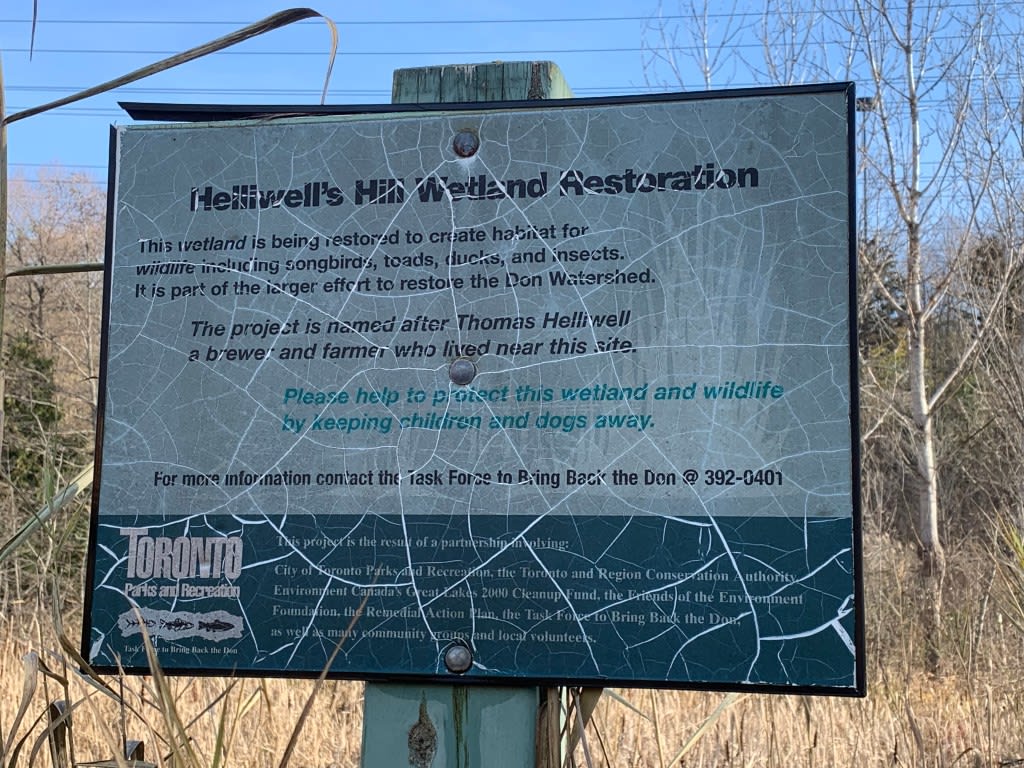 Helliwell's Hill Wetland Restoration
This wetland is being restored to create habitat for
wildlife including songbirds, toads, ducks, and insects.
It is part of the larger effort to restore the Don Watershed.
The project is named after Thomas Helliwell
a brewer and farmer who lived near this site.
Please help to protect this wetland and wildlife
by keeping children and dogs away.
For more information contact the Task Force to Bring Back the Don @ 392-0401
TORONTO
Parks and Recreation
Task Force to Bring Back the Don
This project is the result of a partnership involving:
City of Toronto Parks and Recreation, the Toronto and Region Conservation Authority,
Environment Canada's Great Lakes 2000 Cleanup Fund, the Friends of the Environment
Foundation, the Remedial Action Plan, the Task Force to Bring Back the Don,
as well as many community groups and local volunteers.